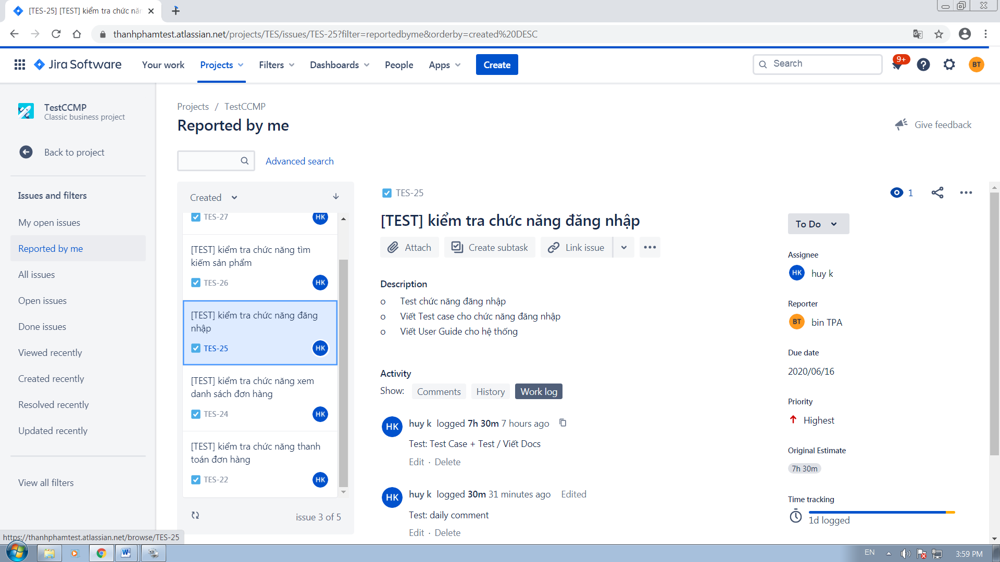 [TES-25] [TEST] kiểm tra chức năn
thanhphamtest.atlassian.net/projects/TES/issues/TES-25?filter=reportedbyme&orderby=created%20DESC
Jira Software
Your work
Projects
Filters
Dashboards
People
Apps
Create
Search
9+
BT
TestCCMP
Classic business project
Back to project
Issues and filters
My open issues
Reported by me
All issues
Open issues
Done issues
Viewed recently
Created recently
Resolved recently
Updated recently
View all filters
Projects / TestCCMP
Reported by me
Give feedback
Advanced search
Created
TES-27
HK
[TEST] kiểm tra chức năng tìm
kiếm sản phẩm
TES-26
HK
[TEST] kiểm tra chức năng đăng
nhập
TES-25
HK
[TEST] kiểm tra chức năng xem
danh sách đơn hàng
TES-24
HK
[TEST] kiểm tra chức năng thanh
toán đơn hàng
TES-22
HK
issue 3 of 5
TES-25
1
[TEST] kiểm tra chức năng đăng nhập
Attach
Create subtask
Link issue
Description
o Test chức năng đăng nhập
o Viết Test case cho chức năng đăng nhập
o Viết User Guide cho hệ thống
Activity
Show: Comments History Work log
HK
huy k logged 7h 30m 7 hours ago
Test: Test Case + Test / Viết Docs
Edit · Delete
HK
huy k logged 30m 31 minutes ago Edited
Test: daily comment
Edit · Delete
To Do
Assignee
HK huy k
Reporter
BT bin TPA
Due date
2020/06/16
Priority
Highest
Original Estimate
7h 30m
Time tracking
1d logged
https://thanhphamtest.atlassian.net/browse/TES-25
EN
3:59 PM